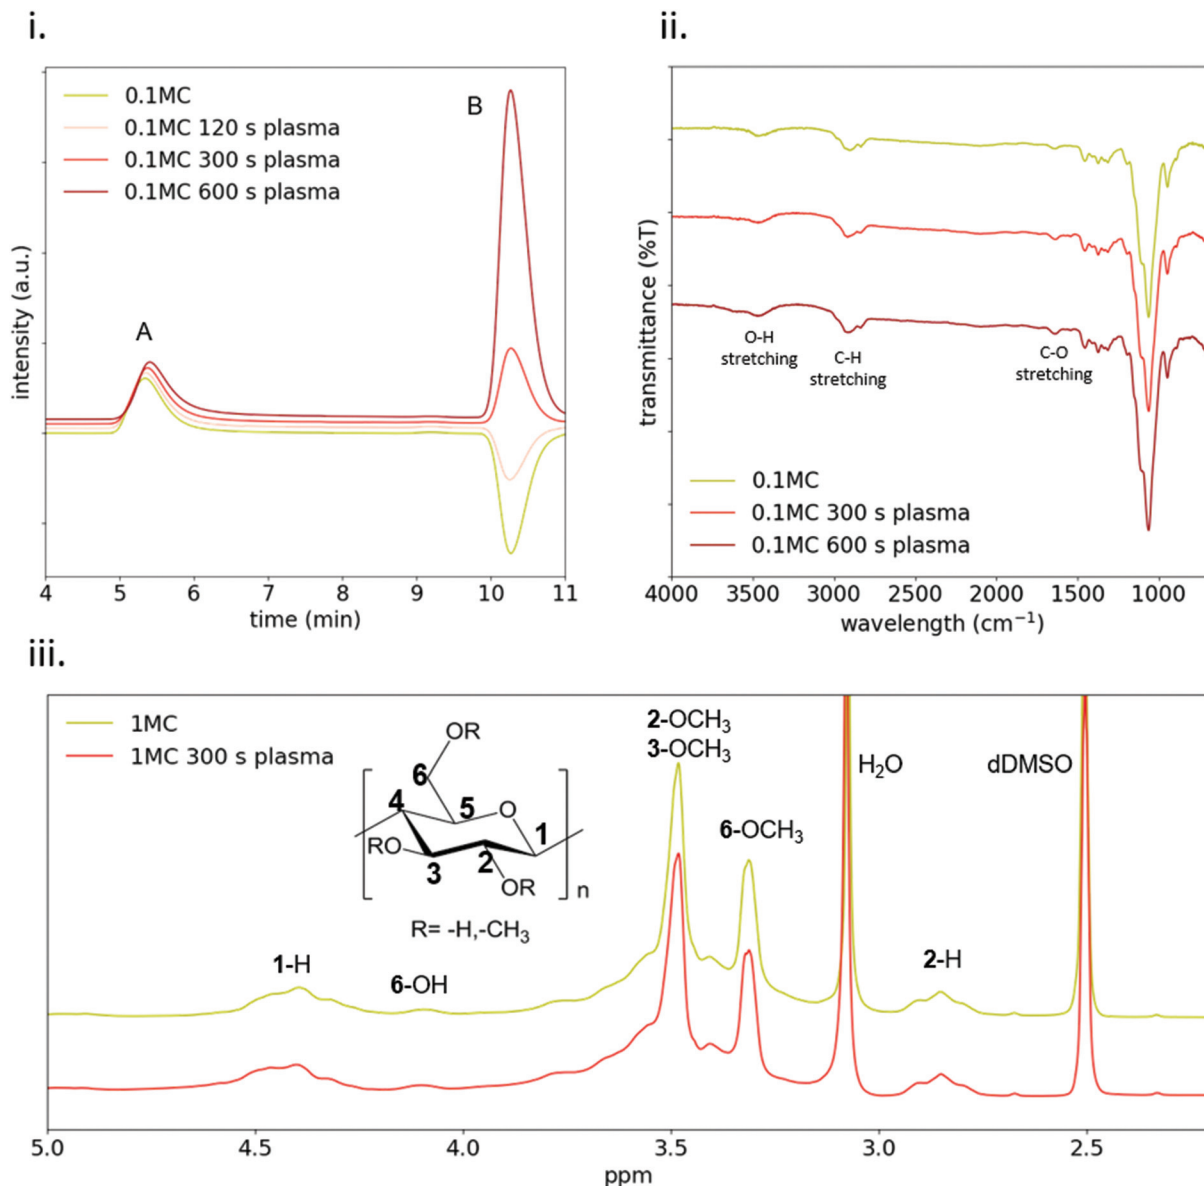 i.
0.1MC
0.1MC 120 s plasma
0.1MC 300 s plasma
0.1MC 600 s plasma
A
B
intensity (a.u.)
4 5 6 7 8 9 10 11
time (min)
ii.
transmittance (%T)
O-H
stretching
C-H
stretching
C-O
stretching
0.1MC
0.1MC 300 s plasma
0.1MC 600 s plasma
4000 3500 3000 2500 2000 1500 1000
wavelength (cm⁻¹)
iii.
1MC
1MC 300 s plasma
OR
6
4
5
O
1
RO
3
2
OR
n
R= -H,-CH₃
1-H
6-OH
2-OCH₃
3-OCH₃
6-OCH₃
H₂O
dDMSO
2-H
5.0 4.5 4.0 3.5 3.0 2.5
ppm